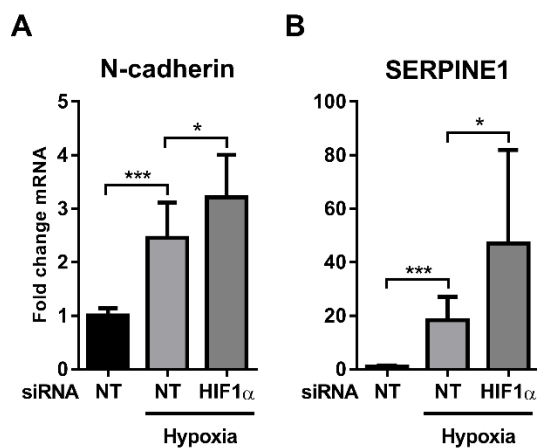 A
B
N-cadherin
SERPINE1
Fold change mRNA
5
4
3
2
1
0
***
*
siRNA NT NT HIF1α
Hypoxia
100
80
60
40
20
0
***
*
NT NT HIF1α
Hypoxia